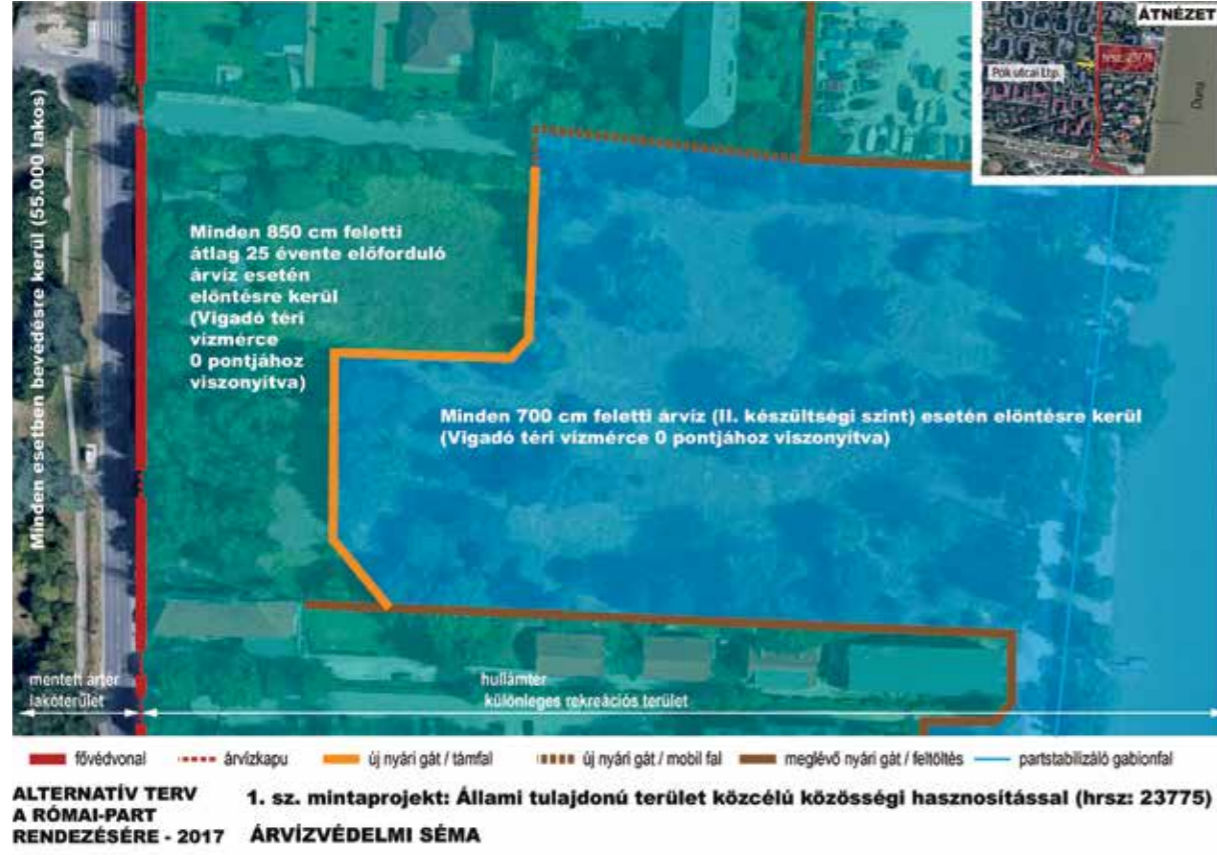 ÁTNÉZET
hrsz: 23775
Pók utcai Ltp.
Duna
Minden esetben bevédésre kerül (55.000 lakos)
Minden 850 cm feletti
átlag 25 évente előforduló
árvíz esetén
elöntésre kerül
(Vigadó téri
vízmérce
0 pontjához
viszonyítva)
Minden 700 cm feletti árvíz (II. készültségi szint) esetén elöntésre kerül
(Vigadó téri vízmérce 0 pontjához viszonyítva)
mentett ártér
lakóterület
hullámtér
különleges rekreációs terület
fővédvonal
árvízkapu
új nyári gát / támfal
új nyári gát / mobil fal
meglévő nyári gát / feltöltés
partstabilizáló gabionfal
ALTERNATÍV TERV
A RÓMAI-PART
RENDEZÉSÉRE - 2017
1. sz. mintaprojekt: Állami tulajdonú terület közcélú közösségi hasznosítással (hrsz: 23775)
ÁRVÍZVÉDELMI SÉMA